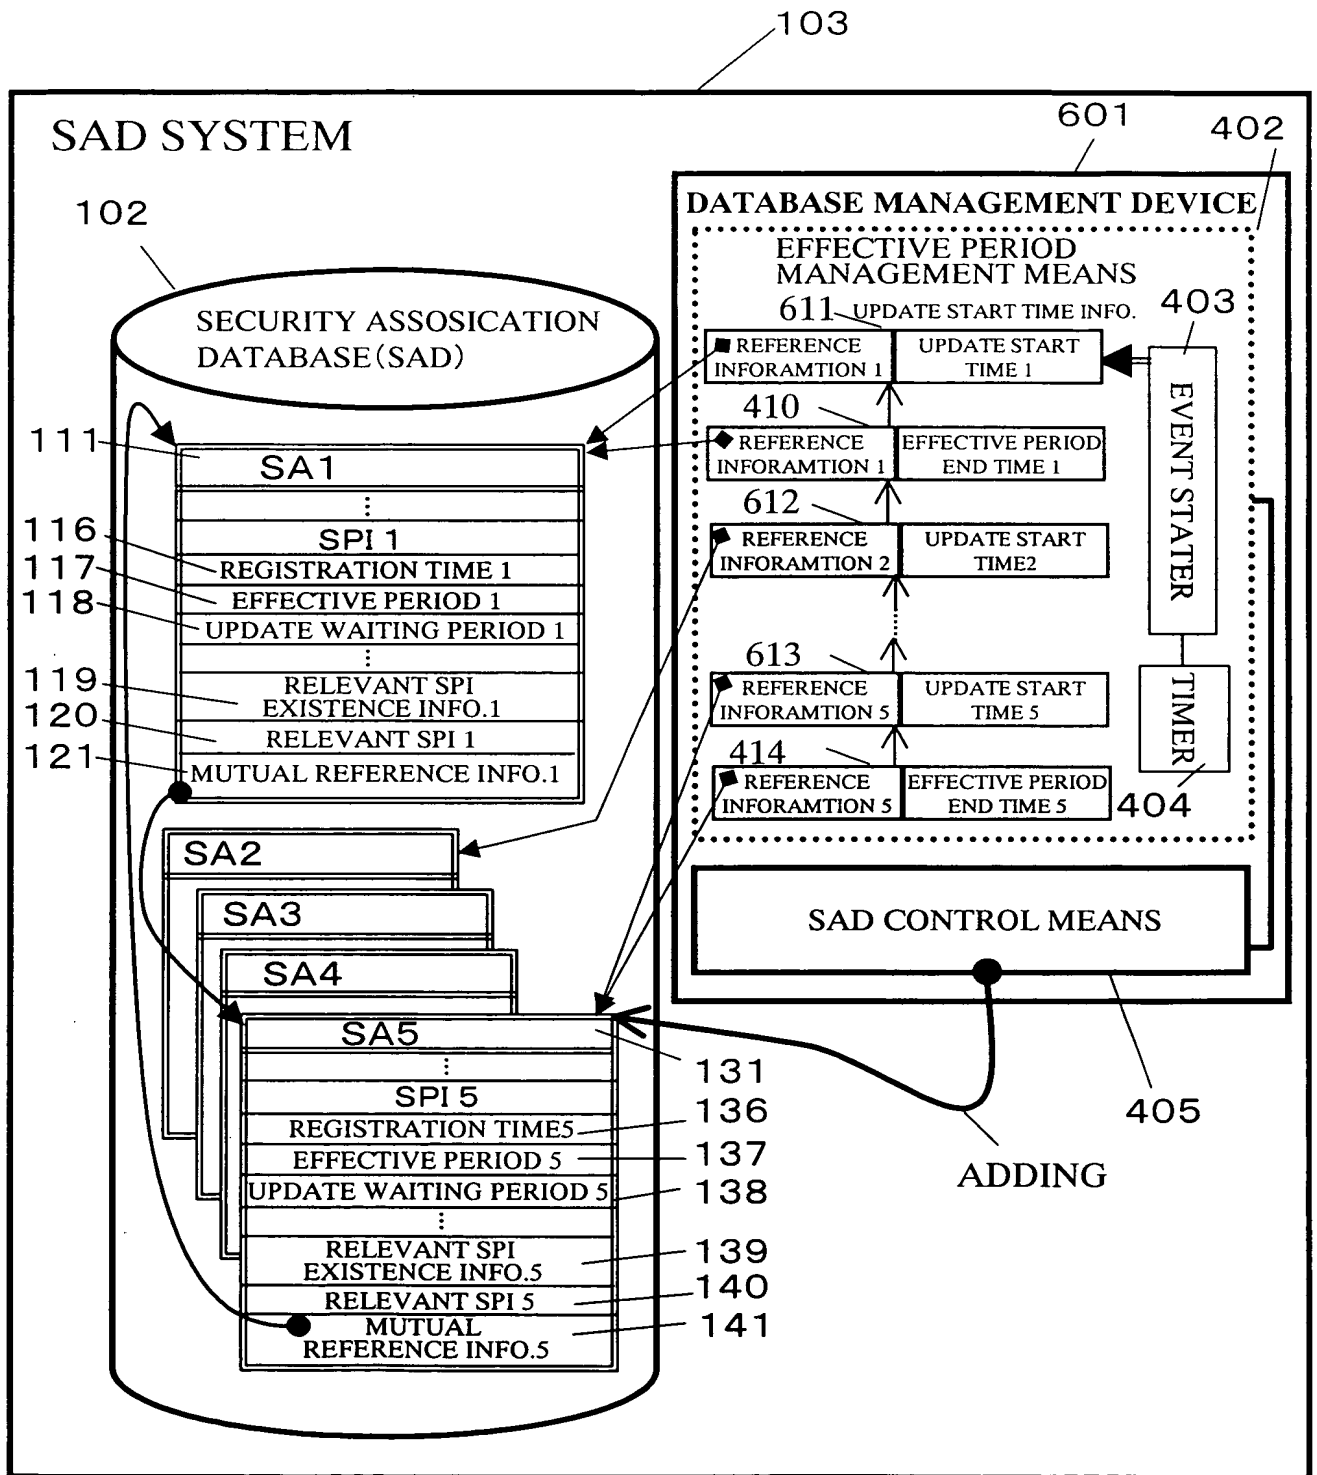 103
SAD SYSTEM
601
402
102
DATABASE MANAGEMENT DEVICE
EFFECTIVE PERIOD
MANAGEMENT MEANS
SECURITY ASSOSICATION
DATABASE(SAD)
611
UPDATE START TIME INFO.
403
REFERENCE
INFORAMTION 1
UPDATE START
TIME 1
EVENT STATER
410
REFERENCE
INFORAMTION 1
EFFECTIVE PERIOD
END TIME 1
612
REFERENCE
INFORAMTION 2
UPDATE START
TIME2
613
REFERENCE
INFORAMTION 5
UPDATE START
TIME 5
TIMER
414
REFERENCE
INFORAMTION 5
EFFECTIVE PERIOD
END TIME 5
404
111
SA1
⋮
SPI 1
116
REGISTRATION TIME 1
117
EFFECTIVE PERIOD 1
118
UPDATE WAITING PERIOD 1
⋮
119
RELEVANT SPI
EXISTENCE INFO.1
120
RELEVANT SPI 1
121
MUTUAL REFERENCE INFO.1
SA2
SA3
SA4
SAD CONTROL MEANS
405
ADDING
SA5
131
⋮
SPI 5
REGISTRATION TIME5
136
EFFECTIVE PERIOD 5
137
UPDATE WAITING PERIOD 5
138
⋮
RELEVANT SPI
EXISTENCE INFO.5
139
RELEVANT SPI 5
140
MUTUAL
REFERENCE INFO.5
141